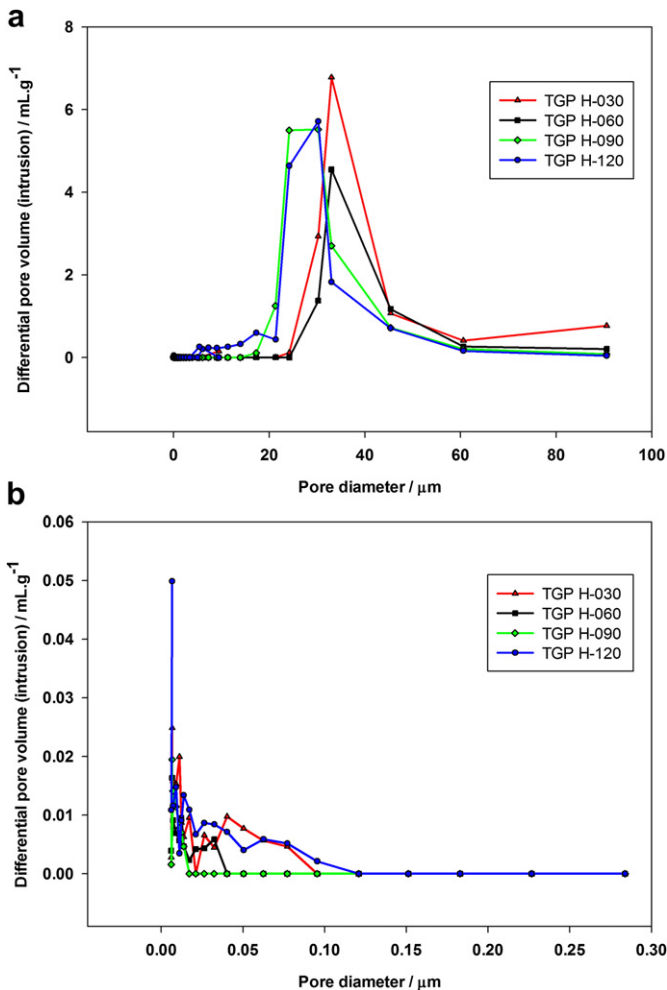 a
8
6
4
2
0
Differential pore volume (intrusion) / mL.g-1
TGP H-030
TGP H-060
TGP H-090
TGP H-120
0 20 40 60 80 100
Pore diameter / μm
b
0.06
0.05
0.04
0.03
0.02
0.01
0.00
Differential pore volume (intrusion) / mL.g-1
TGP H-030
TGP H-060
TGP H-090
TGP H-120
0.00 0.05 0.10 0.15 0.20 0.25 0.30
Pore diameter / μm